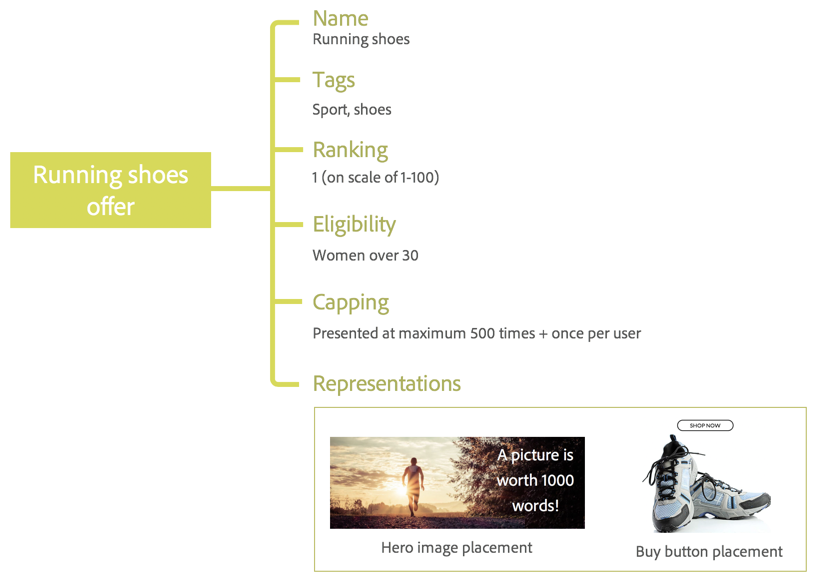 Running shoes
offer
Name
Running shoes
Tags
Sport, shoes
Ranking
1 (on scale of 1-100)
Eligibility
Women over 30
Capping
Presented at maximum 500 times + once per user
Representations
A picture is
worth 1000
words!
Hero image placement
SHOP NOW
Buy button placement